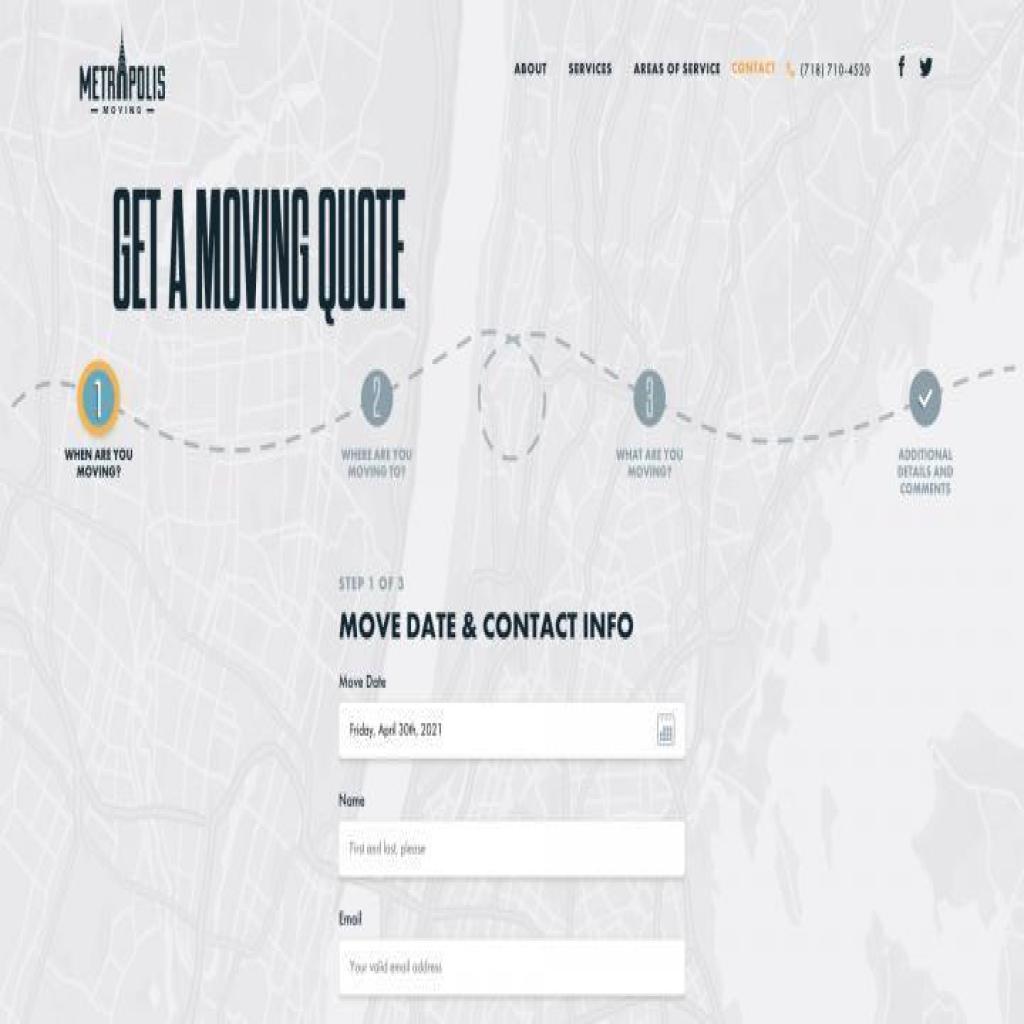 METROPOLIS
MOVING
ABOUT SERVICES AREAS OF SERVICE CONTACT (718) 710-4520
GET A MOVING QUOTE
1 2 3
WHEN ARE YOU
MOVING?
WHERE ARE YOU
MOVING TO?
WHAT ARE YOU
MOVING?
ADDITIONAL
DETAILS AND
COMMENTS
STEP 1 OF 3
MOVE DATE & CONTACT INFO
Move Date
Friday, April 30th, 2021
Name
First and last, please
Email
Your valid email address